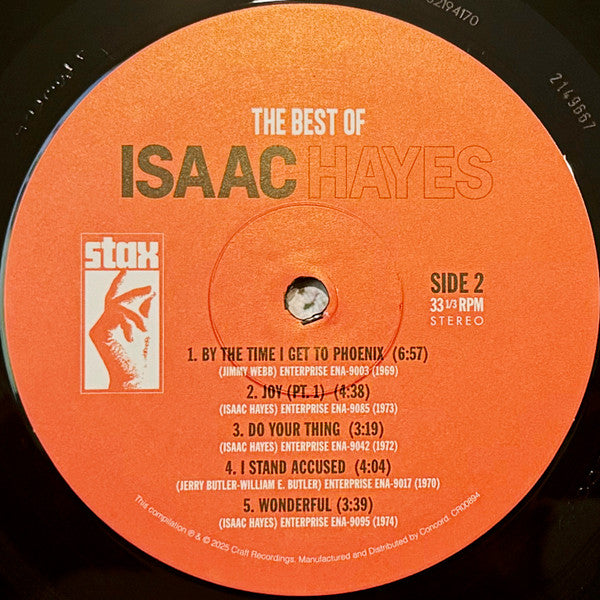 THE BEST OF
ISAAC HAYES
stax
SIDE 2
33 1/3 RPM
STEREO
1. BY THE TIME I GET TO PHOENIX (6:57)
(JIMMY WEBB) ENTERPRISE ENA-9003 (1969)
2. JOY (PT. 1) (4:38)
(ISAAC HAYES) ENTERPRISE ENA-9085 (1973)
3. DO YOUR THING (3:19)
(ISAAC HAYES) ENTERPRISE ENA-9042 (1972)
4. I STAND ACCUSED (4:04)
(JERRY BUTLER-WILLIAM E. BUTLER) ENTERPRISE ENA-9017 (1970)
5. WONDERFUL (3:39)
(ISAAC HAYES) ENTERPRISE ENA-9095 (1974)
This compilation ℗ & © 2025 Craft Recordings. Manufactured and Distributed by Concord. CR00894
2149667